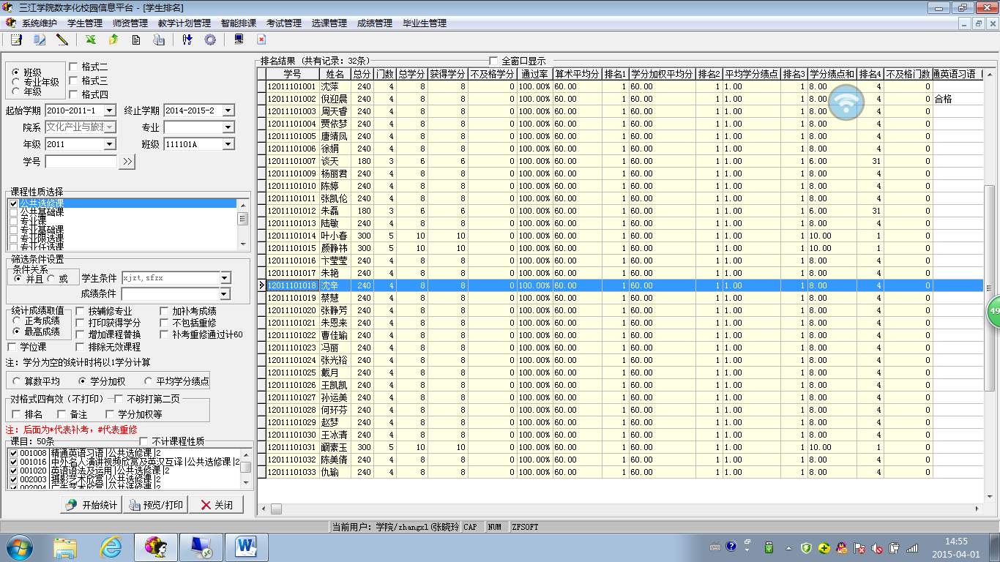 三江学院数字化校园信息平台 - [学生排名]
系统维护 学生管理 师资管理 教学计划管理 智能排课 考试管理 选课管理 成绩管理 毕业生管理
班级
专业年级
年级
格式二
格式三
格式四
起始学期 2010-2011-1 终止学期 2014-2015-2
院系 文化产业与旅 专业
年级 2011 班级 111101A
学号 >>
课程性质选择
公共选修课
公共基础课
专业课
专业基础课
专业限选课
专业任选课
筛选条件设置
条件关系
并且 或 学生条件 xjzt,sfzx
成绩条件
统计成绩取值 按辅修专业 加补考成绩
正考成绩 打印获得学分 不包括重修
最高成绩 增加课程替换 补考重修通过计60
学位课 排除无效课程
注：学分为空的统计时将以1学分计算
算数平均 学分加权 平均学分绩点
对格式四有效（不打印） 不够打第二页
排名 备注 学分加权等
注：后面为*代表补考，#代表重修
课目：50条 不计课程性质
001008|精通英语习语|公共选修课|2
001016|中外名人演讲视频欣赏及英汉互译|公共选修课|2
001020|英语语法及运用|公共选修课|2
002003|摄影艺术欣赏|公共选修课|2
002004|广告艺术欣赏|公共选修课|2
开始统计 预览/打印 关闭
排名结果（共有记录：32条） 全窗口显示
学号 姓名 总分 门数 总学分 获得学分 不及格学分 通过率 算术平均分 排名1 学分加权平均分 排名2 平均学分绩点 排名3 学分绩点和 排名4 不及格门数 通英语习语
12011101001 沈萍 240 4 8 8 0 100.00% 60.00 1 60.00 1 1.00 1 8.00 4 0
12011101002 倪迎晨 240 4 8 8 0 100.00% 60.00 1 60.00 1 1.00 1 8.00 4 0 合格
12011101003 周天睿 240 4 8 8 0 100.00% 60.00 1 60.00 1 1.00 1 8.00 4 0
12011101004 贾依梦 240 4 8 8 0 100.00% 60.00 1 60.00 1 1.00 1 8.00 4 0
12011101005 唐靖凤 240 4 8 8 0 100.00% 60.00 1 60.00 1 1.00 1 8.00 4 0
12011101006 徐娟 240 4 8 8 0 100.00% 60.00 1 60.00 1 1.00 1 8.00 4 0
12011101007 谈天 180 3 6 6 0 100.00% 60.00 1 60.00 1 1.00 1 6.00 31 0
12011101009 杨丽君 240 4 8 8 0 100.00% 60.00 1 60.00 1 1.00 1 8.00 4 0
12011101010 陈婷 240 4 8 8 0 100.00% 60.00 1 60.00 1 1.00 1 8.00 4 0
12011101011 张凯伦 240 4 8 8 0 100.00% 60.00 1 60.00 1 1.00 1 8.00 4 0
12011101012 朱磊 180 3 6 6 0 100.00% 60.00 1 60.00 1 1.00 1 6.00 31 0
12011101013 陆敏 240 4 8 8 0 100.00% 60.00 1 60.00 1 1.00 1 8.00 4 0
12011101014 叶小春 300 5 10 10 0 100.00% 60.00 1 60.00 1 1.00 1 10.00 1 0
12011101015 颜静祎 300 5 10 10 0 100.00% 60.00 1 60.00 1 1.00 1 10.00 1 0
12011101016 卞莹莹 240 4 8 8 0 100.00% 60.00 1 60.00 1 1.00 1 8.00 4 0
12011101017 朱艳 240 4 8 8 0 100.00% 60.00 1 60.00 1 1.00 1 8.00 4 0
12011101018 沈辛 240 4 8 8 0 100.00% 60.00 1 60.00 1 1.00 1 8.00 4 0
12011101019 蔡慧 240 4 8 8 0 100.00% 60.00 1 60.00 1 1.00 1 8.00 4 0
12011101020 张静芳 240 4 8 8 0 100.00% 60.00 1 60.00 1 1.00 1 8.00 4 0
12011101021 朱恩来 240 4 8 8 0 100.00% 60.00 1 60.00 1 1.00 1 8.00 4 0
12011101022 曹佳瑜 240 4 8 8 0 100.00% 60.00 1 60.00 1 1.00 1 8.00 4 0
12011101023 冯丽 240 4 8 8 0 100.00% 60.00 1 60.00 1 1.00 1 8.00 4 0
12011101024 张光裕 240 4 8 8 0 100.00% 60.00 1 60.00 1 1.00 1 8.00 4 0
12011101025 戴月 240 4 8 8 0 100.00% 60.00 1 60.00 1 1.00 1 8.00 4 0
12011101026 王凯凯 240 4 8 8 0 100.00% 60.00 1 60.00 1 1.00 1 8.00 4 0
12011101027 孙运美 240 4 8 8 0 100.00% 60.00 1 60.00 1 1.00 1 8.00 4 0
12011101028 何环芬 240 4 8 8 0 100.00% 60.00 1 60.00 1 1.00 1 8.00 4 0
12011101029 赵梦 240 4 8 8 0 100.00% 60.00 1 60.00 1 1.00 1 8.00 4 0
12011101030 王冰清 240 4 8 8 0 100.00% 60.00 1 60.00 1 1.00 1 8.00 4 0
12011101031 阚素玉 300 5 10 10 0 100.00% 60.00 1 60.00 1 1.00 1 10.00 1 0
12011101032 陈美倩 240 4 8 8 0 100.00% 60.00 1 60.00 1 1.00 1 8.00 4 0
12011101033 仇瑜 240 4 8 8 0 100.00% 60.00 1 60.00 1 1.00 1 8.00 4 0
49
当前用户：学院/zhangxl(张晓玲 CAP NUM ZFSOFT
14:55
2015-04-01